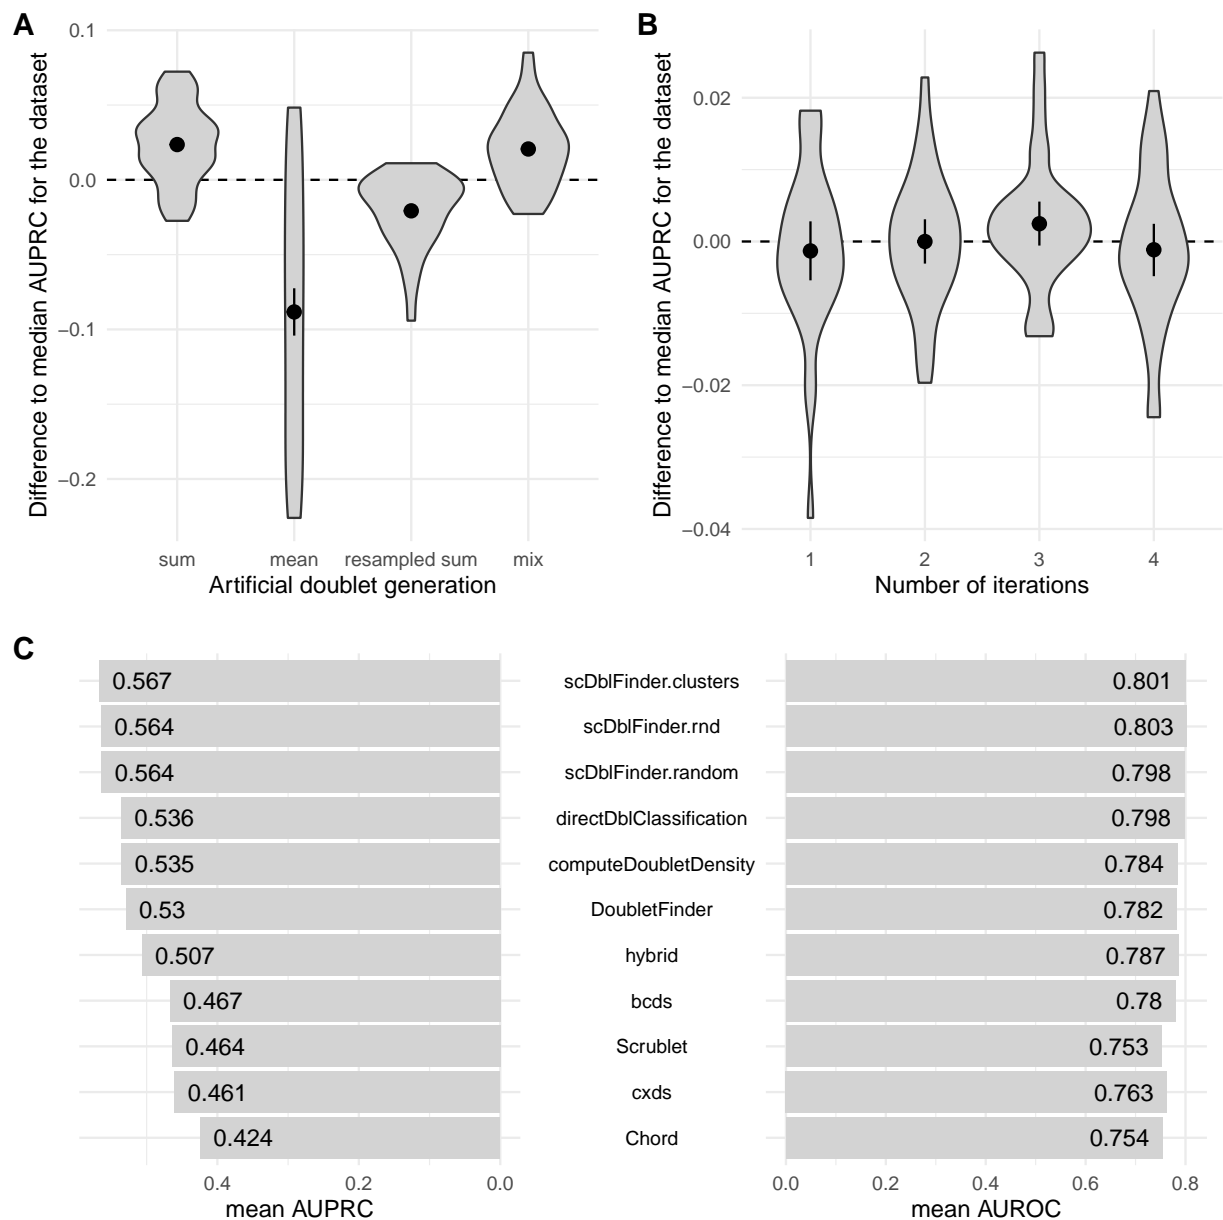 A
Difference to median AUPRC for the dataset
0.1
0.0
−0.1
−0.2
sum mean resampled sum mix
Artificial doublet generation
B
Difference to median AUPRC for the dataset
0.02
0.00
−0.02
−0.04
1 2 3 4
Number of iterations
C
0.567 scDblFinder.clusters 0.801
0.564 scDblFinder.rnd 0.803
0.564 scDblFinder.random 0.798
0.536 directDblClassification 0.798
0.535 computeDoubletDensity 0.784
0.53 DoubletFinder 0.782
0.507 hybrid 0.787
0.467 bcds 0.78
0.464 Scrublet 0.753
0.461 cxds 0.763
0.424 Chord 0.754
0.4 0.2 0.0 0.0 0.2 0.4 0.6 0.8
mean AUPRC mean AUROC